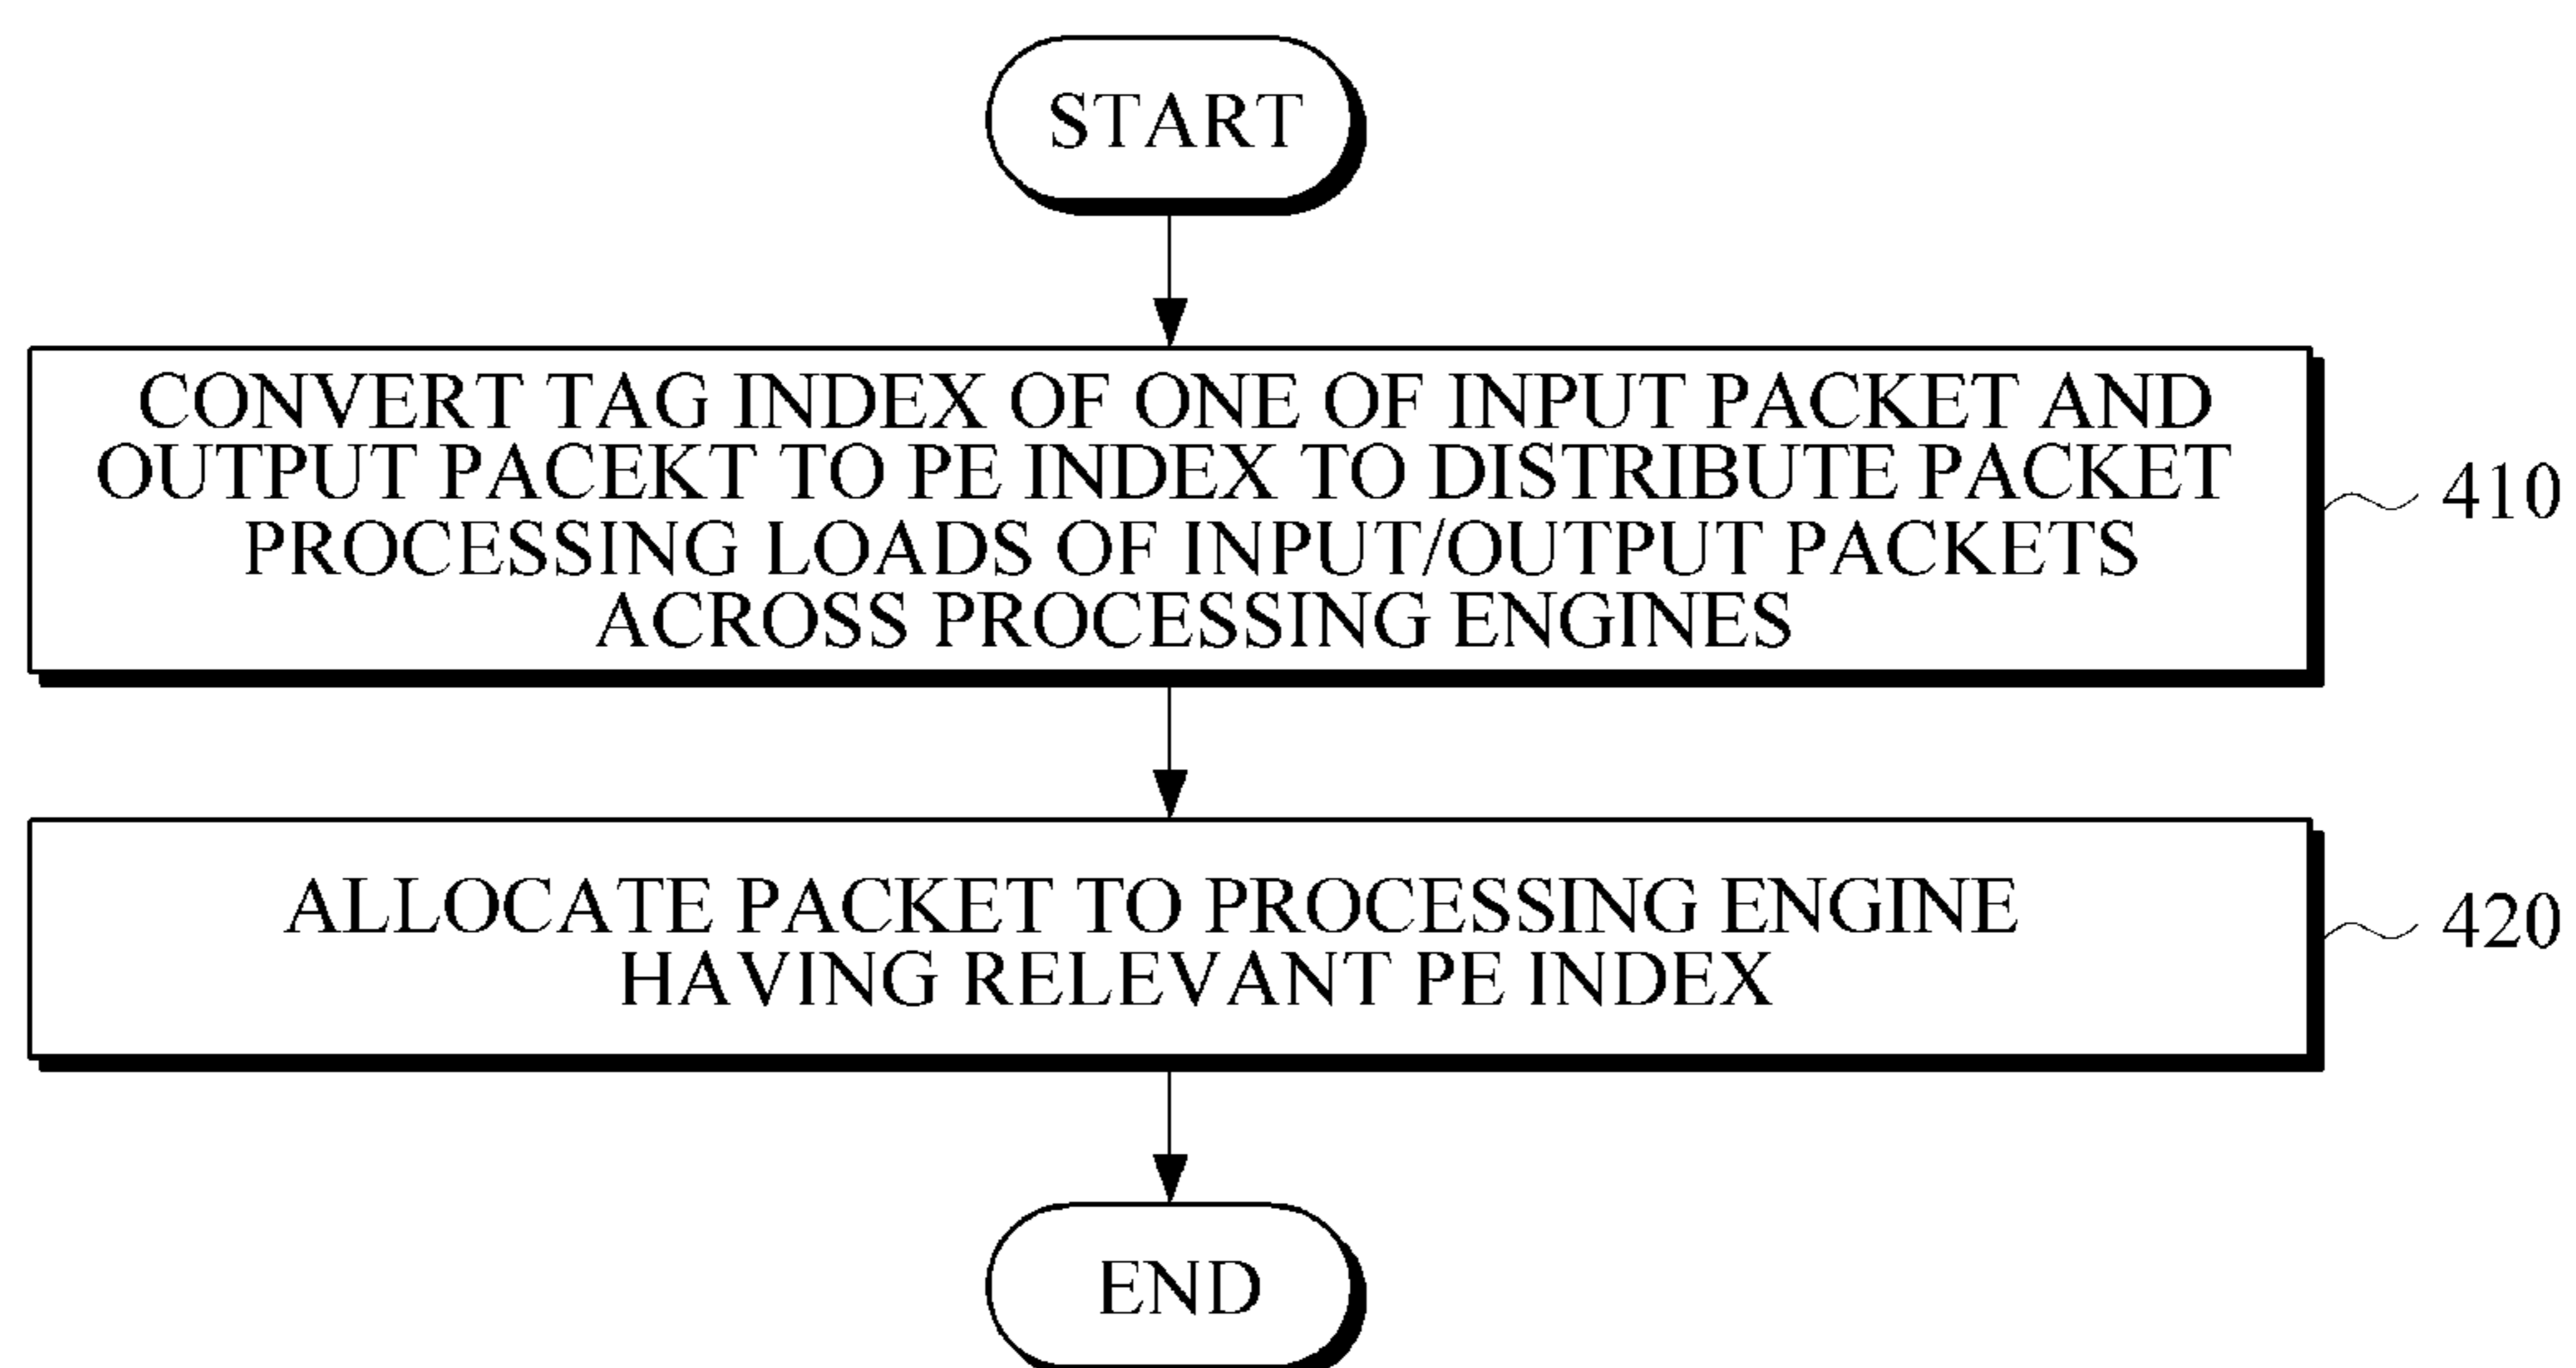 START
CONVERT TAG INDEX OF ONE OF INPUT PACKET AND
OUTPUT PACEKT TO PE INDEX TO DISTRIBUTE PACKET
PROCESSING LOADS OF INPUT/OUTPUT PACKETS
ACROSS PROCESSING ENGINES
410
ALLOCATE PACKET TO PROCESSING ENGINE
HAVING RELEVANT PE INDEX
420
END